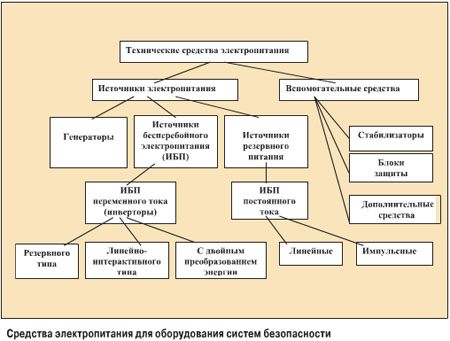 Технические средства электропитания
Источники электропитания
Вспомогательные средства
Генераторы
Источники
бесперебойного
электропитания
(ИБП)
Источники
резервного
питания
Стабилизаторы
Блоки
защиты
Дополнительные
средства
ИБП
переменного тока
(инверторы)
ИБП
постоянного
тока
Резервного
типа
Линейно-
интерактивного
типа
С двойным
преобразованием
энергии
Линейные
Импульсные
Средства электропитания для оборудования систем безопасности